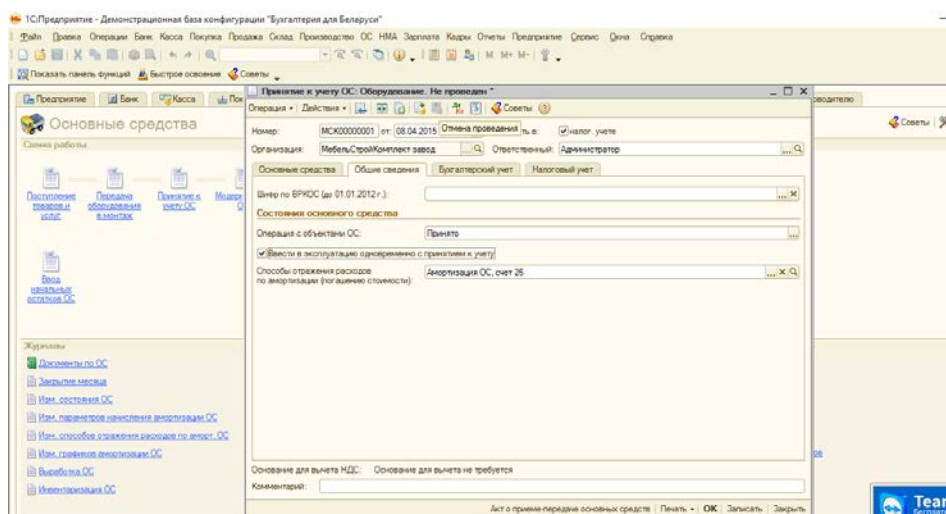 1С:Предприятие - Демонстрационная база конфигурации "Бухгалтерия для Беларуси"
Файл Правка Операции Банк Касса Покупка Продажа Склад Производство ОС НМА Зарплата Кадры Отчеты Предприятие Сервис Окна Справка
M M+ M-
Показать панель функций Быстрое освоение Советы
Предприятие Банк Касса Пок
Принятие к учету ОС: Оборудование. Не проведен *
водителю
Операция Действия Советы
Основные средства
Советы
Номер: МСК00000001 от: 08.04.2015 Отмена проведения ть в: налог. учете
Схема работы
Организация: МебельСтройКомплект завод Ответственный: Администратор
Основные средства Общие сведения Бухгалтерский учет Налоговый учет
Поступление товаров и услуг
Передача оборудования в монтаж
Принятие к учету ОС
Модерн
Шифр по ВРКОС (до 01.01.2012 г.):
Состояния основного средства
Операция с объектами ОС: Принято
Ввести в эксплуатацию одновременно с принятием к учету
Способы отражения расходов по амортизации (погашению стоимости): Амортизация ОС, счет 26
Ввод начальных остатков ОС
Журналы
Документы по ОС
Закрытие месяца
Изм. состояния ОС
Изм. параметров начисления амортизации ОС
Изм. способов отражения расходов по аморт. ОС
Изм. графиков амортизации ОС
ов
Выработка ОС
Инвентаризация ОС
Основание для вычета НДС: Основание для вычета не требуется
Комментарий:
Акт о приеме-передаче основных средств Печать OK Записать Закрыть
Team